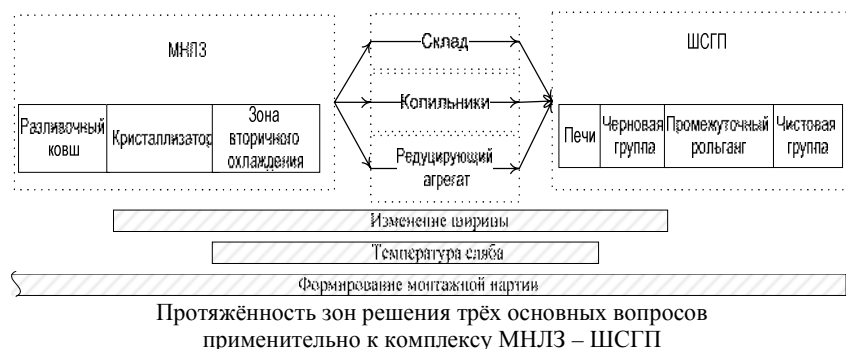 МНЛЗ
Склад
ШСГП
Копильники
Разливочный
ковш
Кристаллизатор
Зона
вторичного
охлаждения
Редуцирующий
агрегат
Печи
Черновая
группа
Промежуточный
рольганг
Чистовая
группа
Изменение ширины
Температура сляба
Формирование монтажной партии
Протяжённость зон решения трёх основных вопросов
применительно к комплексу МНЛЗ – ШСГП